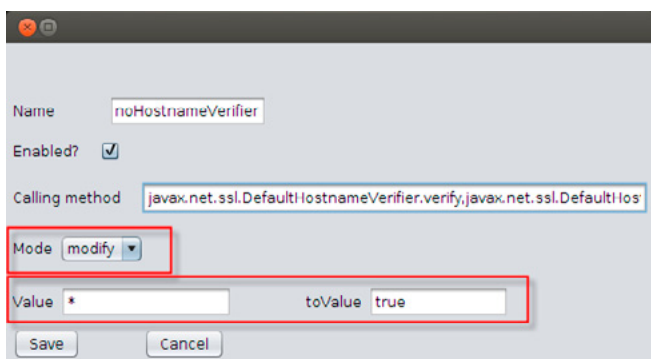 Name noHostnameVerifier
Enabled?
Calling method javax.net.ssl.DefaultHostnameVerifier.verify,javax.net.ssl.DefaultHos
Mode modify
Value * toValue true
Save Cancel